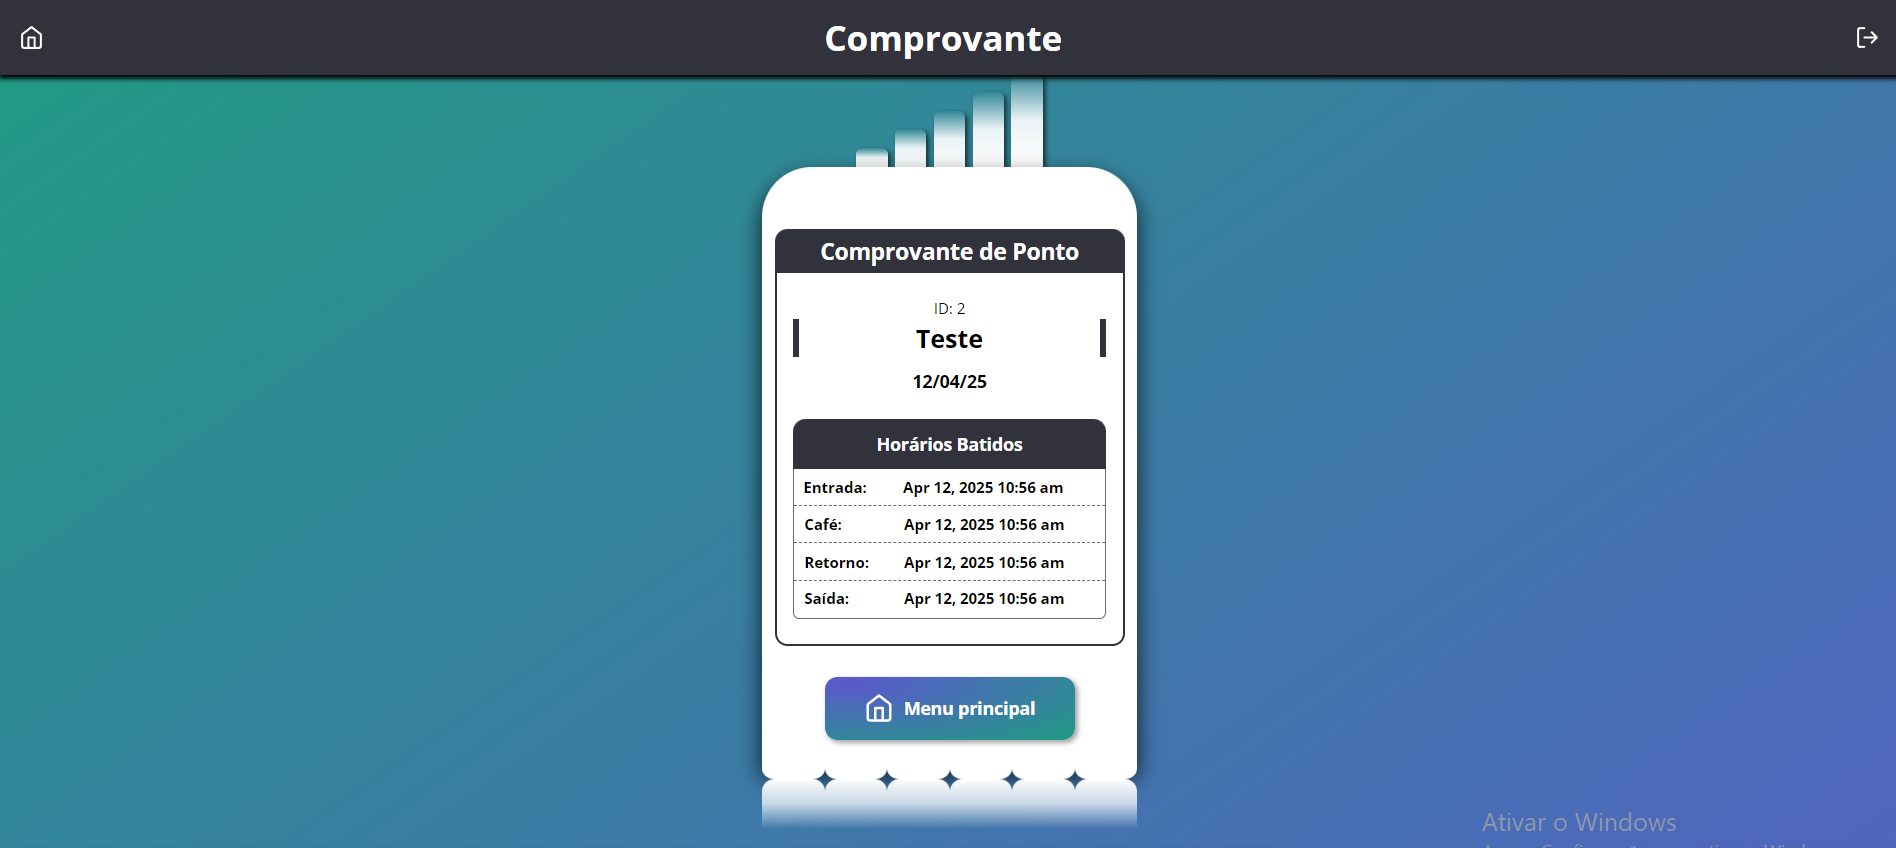 Comprovante
Comprovante de Ponto
ID: 2
Teste
12/04/25
Horários Batidos
Entrada: Apr 12, 2025 10:56 am
Café: Apr 12, 2025 10:56 am
Retorno: Apr 12, 2025 10:56 am
Saída: Apr 12, 2025 10:56 am
Menu principal
Ativar o Windows